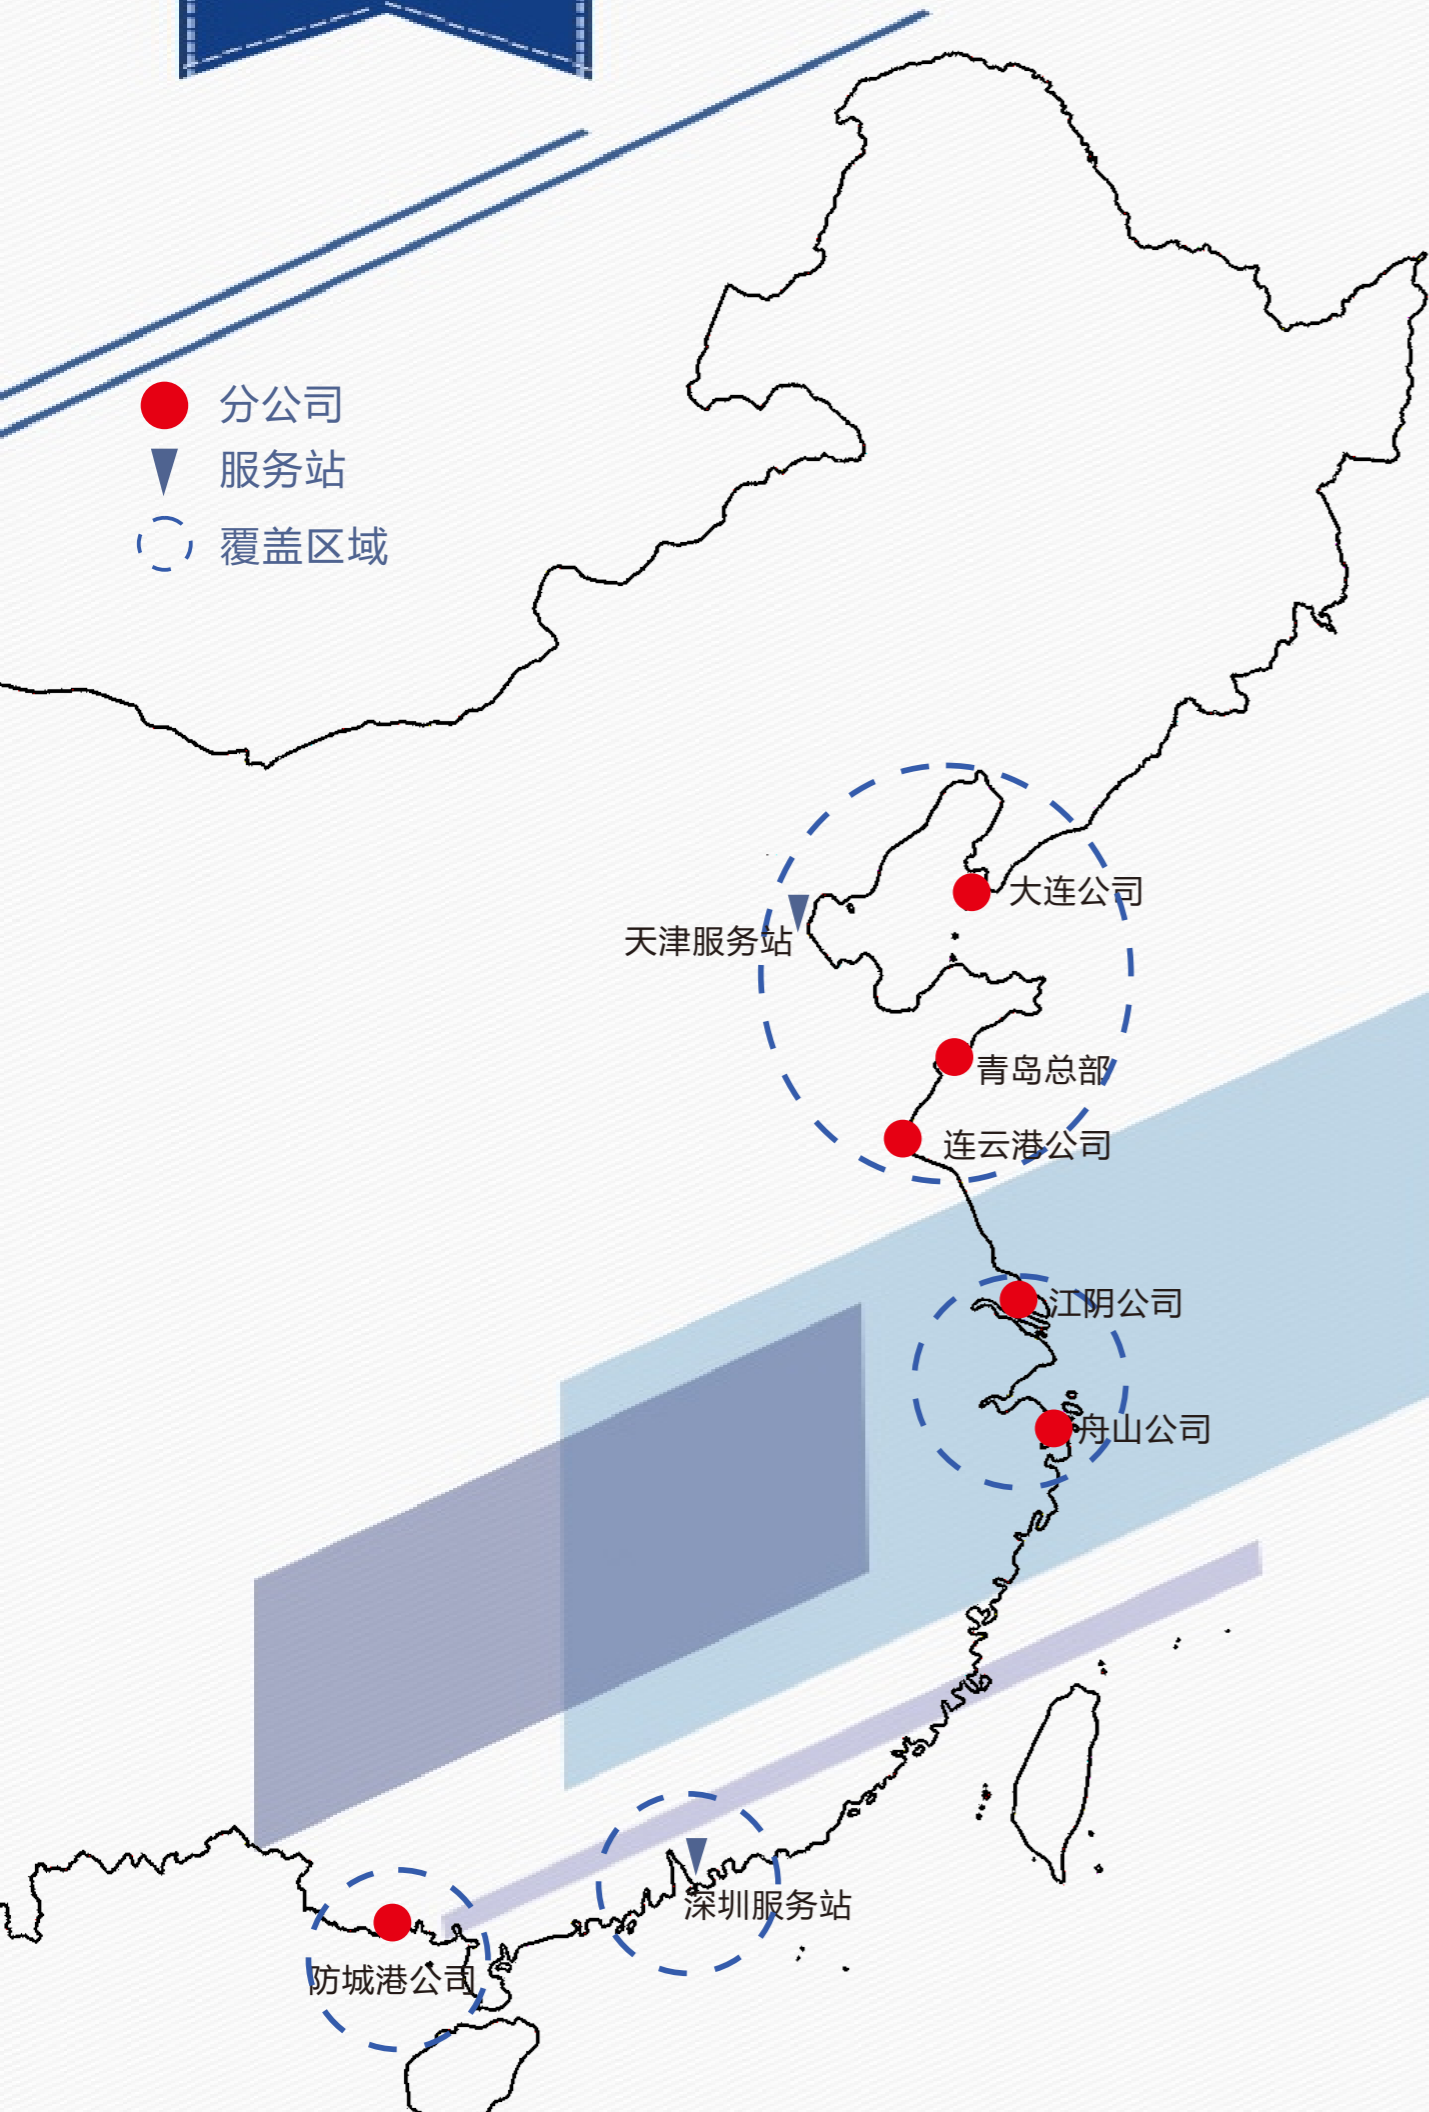 分公司
服务站
覆盖区域
大连公司
天津服务站
青岛总部
连云港公司
江阴公司
舟山公司
深圳服务站
防城港公司